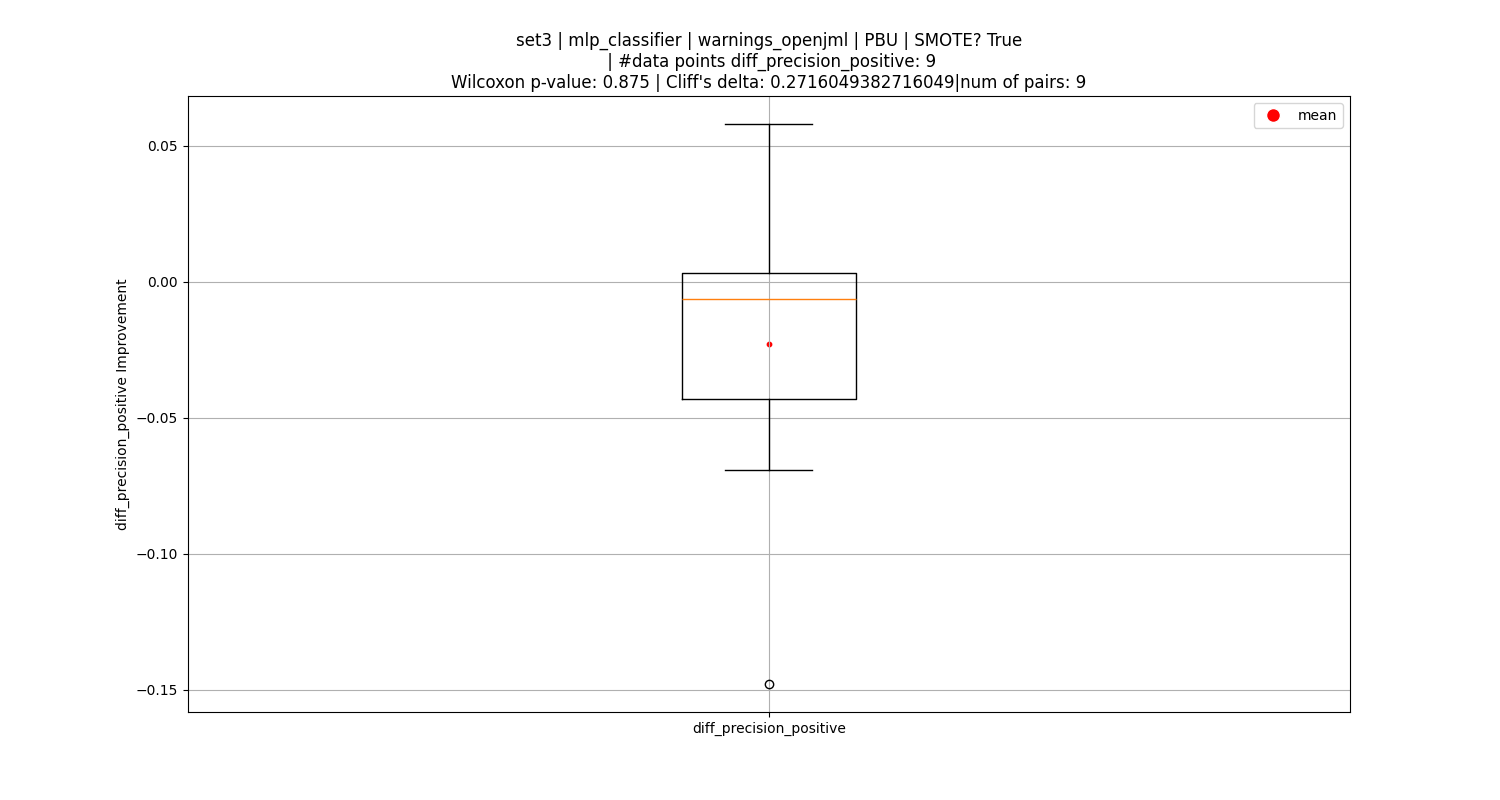 set3 | mlp_classifier | warnings_openjml | PBU | SMOTE? True
| #data points diff_precision_positive: 9
Wilcoxon p-value: 0.875 | Cliff's delta: 0.2716049382716049|num of pairs: 9
mean
0.05
0.00
−0.05
−0.10
−0.15
diff_precision_positive Improvement
diff_precision_positive